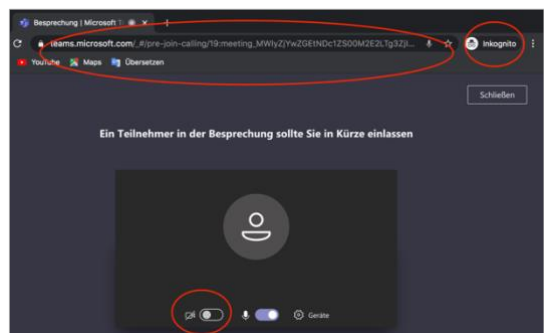 Besprechung | Microsoft T
teams.microsoft.com/_#/pre-join-calling/19:meeting_MWIyZjYwZGEtNDc1ZS00M2E2LTg3Zjl...
Inkognito
YouTube Maps Übersetzen
Schließen
Ein Teilnehmer in der Besprechung sollte Sie in Kürze einlassen
Geräte